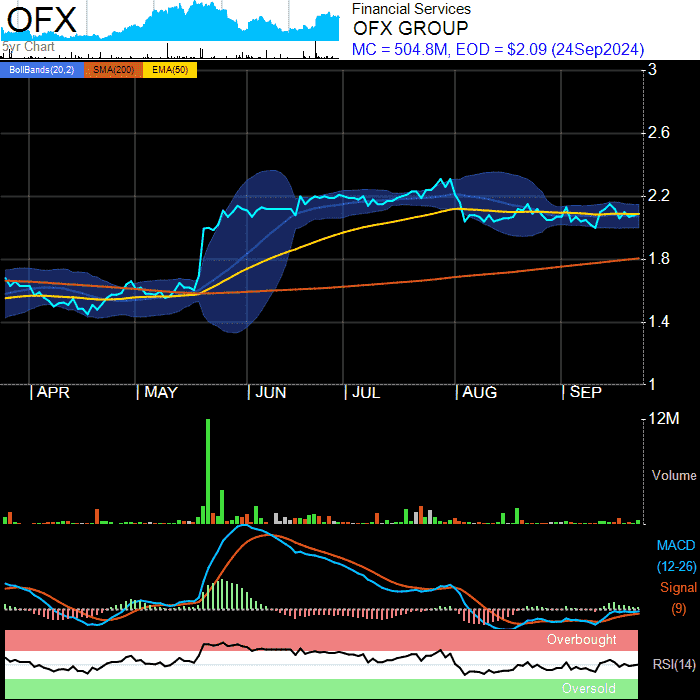 OFX
5yr Chart
Financial Services
OFX GROUP
MC = 504.8M, EOD = $2.09 (24Sep2024)
BollBands(20,2) SMA(200) EMA(50)
3
2.6
2.2
1.8
1.4
1
APR MAY JUN JUL AUG SEP
12M
Volume
MACD
(12-26)
Signal
(9)
Overbought
RSI(14)
Oversold